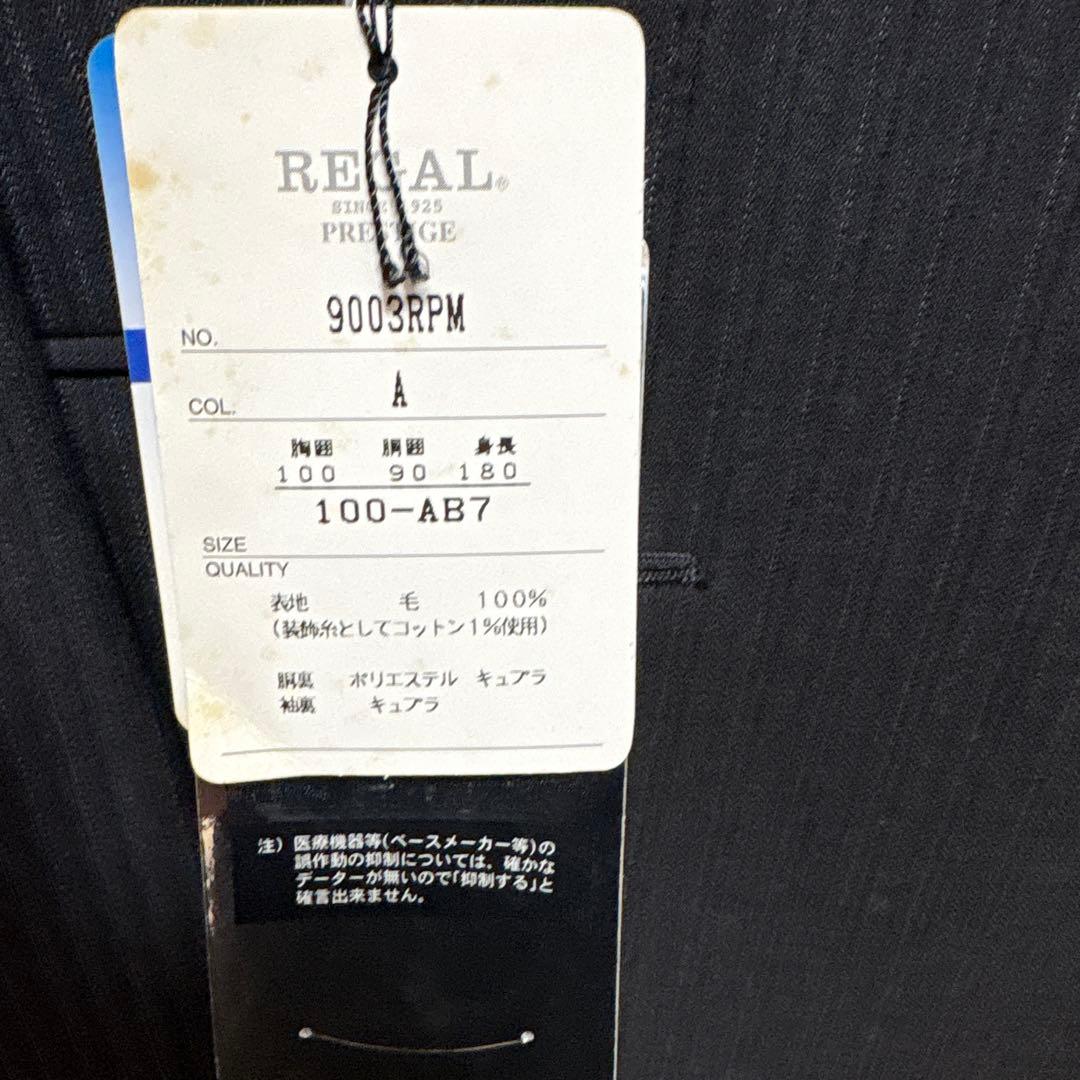 REGAL®
SINCE 1925
PRESTIGE
NO. 9003RPM
COL. A
胸囲 胴囲 身長
100 90 180
100-AB7
SIZE
QUALITY
表地 毛 100%
(装飾糸としてコットン1%使用)
胴裏 ポリエステル キュプラ
袖裏 キュプラ
注) 医療機器等(ペースメーカー等)の
誤作動の抑制については、確かな
データーが無いので「抑制する」と
確言出来ません。